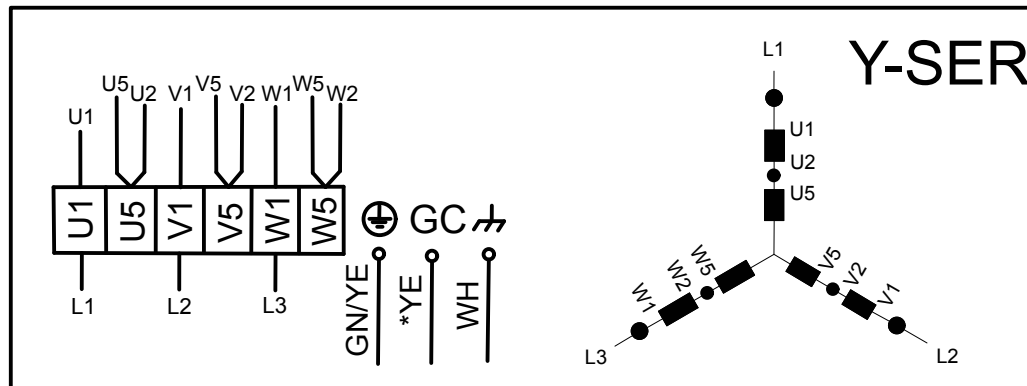 Y-SER
U5 U2 V1 V5 V2 W1 W5 W2
U1
U1 U5 V1 V5 W1 W5
GC
L1 L2 L3
GN/YE *YE WH
L1
U1
U2
U5
W1 W2 W5
V5 V2 V1
L3
L2